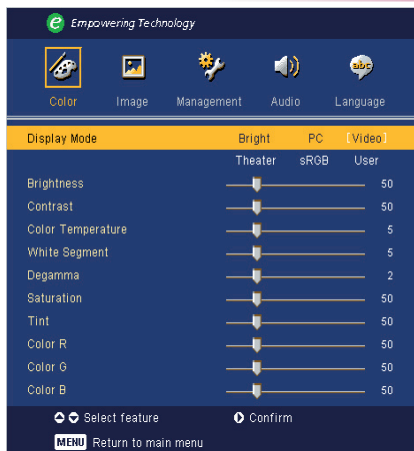 e Empowering Technology
Color Image Management Audio Language
Display Mode Bright PC [Video]
Theater sRGB User
Brightness 50
Contrast 50
Color Temperature 5
White Segment 5
Degamma 2
Saturation 50
Tint 50
Color R 50
Color G 50
Color B 50
Select feature Confirm
MENU Return to main menu